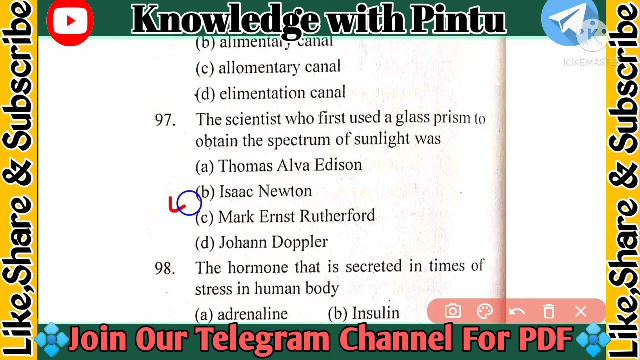 Knowledge with Pintu
(b) alimentary canal
(c) allomentary canal
(d) elimentation canal
97. The scientist who first used a glass prism to
obtain the spectrum of sunlight was
(a) Thomas Alva Edison
(b) Isaac Newton
(c) Mark Ernst Rutherford
(d) Johann Doppler
98. The hormone that is secreted in times of
stress in human body
(a) adrenaline (b) Insulin
Like,Share & Subscribe
Like,Share & Subscribe
Join Our Telegram Channel For PDF